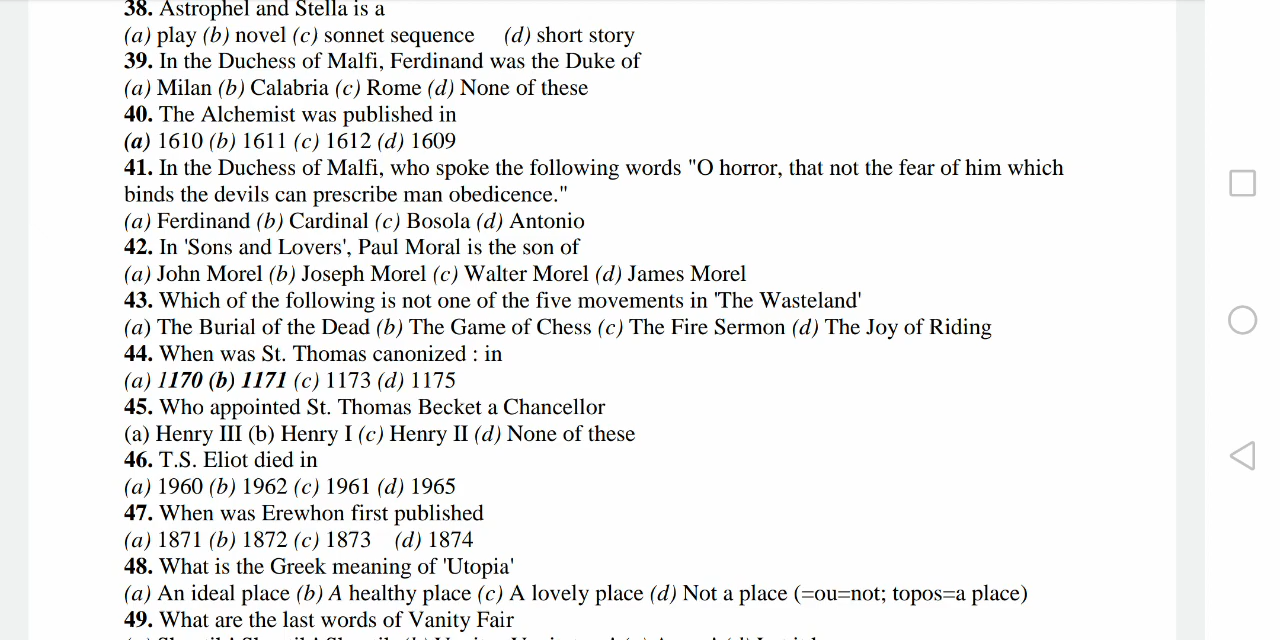 38. Astrophel and Stella is a
(a) play (b) novel (c) sonnet sequence (d) short story
39. In the Duchess of Malfi, Ferdinand was the Duke of
(a) Milan (b) Calabria (c) Rome (d) None of these
40. The Alchemist was published in
(a) 1610 (b) 1611 (c) 1612 (d) 1609
41. In the Duchess of Malfi, who spoke the following words "O horror, that not the fear of him which
binds the devils can prescribe man obedicence."
(a) Ferdinand (b) Cardinal (c) Bosola (d) Antonio
42. In 'Sons and Lovers', Paul Moral is the son of
(a) John Morel (b) Joseph Morel (c) Walter Morel (d) James Morel
43. Which of the following is not one of the five movements in 'The Wasteland'
(a) The Burial of the Dead (b) The Game of Chess (c) The Fire Sermon (d) The Joy of Riding
44. When was St. Thomas canonized : in
(a) 1170 (b) 1171 (c) 1173 (d) 1175
45. Who appointed St. Thomas Becket a Chancellor
(a) Henry III (b) Henry I (c) Henry II (d) None of these
46. T.S. Eliot died in
(a) 1960 (b) 1962 (c) 1961 (d) 1965
47. When was Erewhon first published
(a) 1871 (b) 1872 (c) 1873 (d) 1874
48. What is the Greek meaning of 'Utopia'
(a) An ideal place (b) A healthy place (c) A lovely place (d) Not a place (=ou=not; topos=a place)
49. What are the last words of Vanity Fair